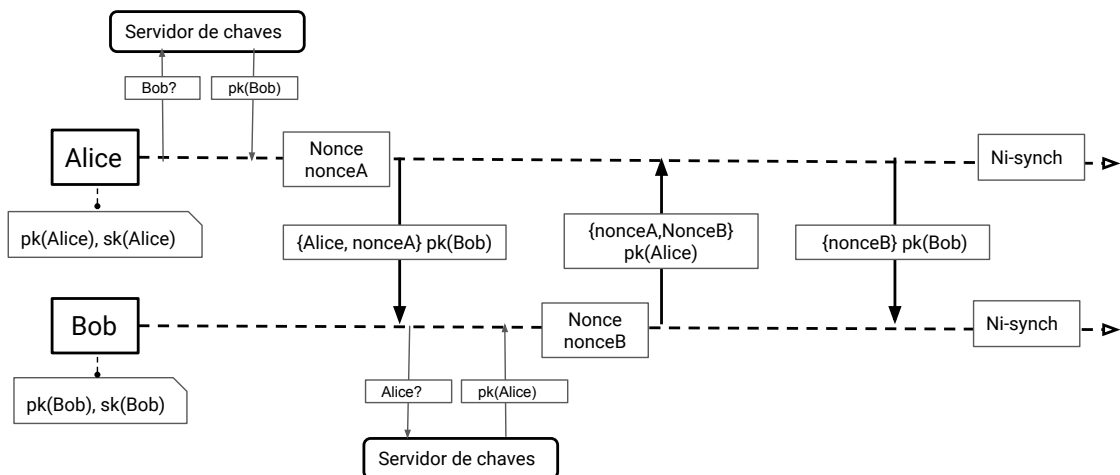 Servidor de chaves
Bob?
pk(Bob)
Alice
Nonce
nonceA
Ni-synch
pk(Alice), sk(Alice)
{Alice, nonceA} pk(Bob)
{nonceA,NonceB}
pk(Alice)
{nonceB} pk(Bob)
Bob
Nonce
nonceB
Ni-synch
pk(Bob), sk(Bob)
Alice?
pk(Alice)
Servidor de chaves